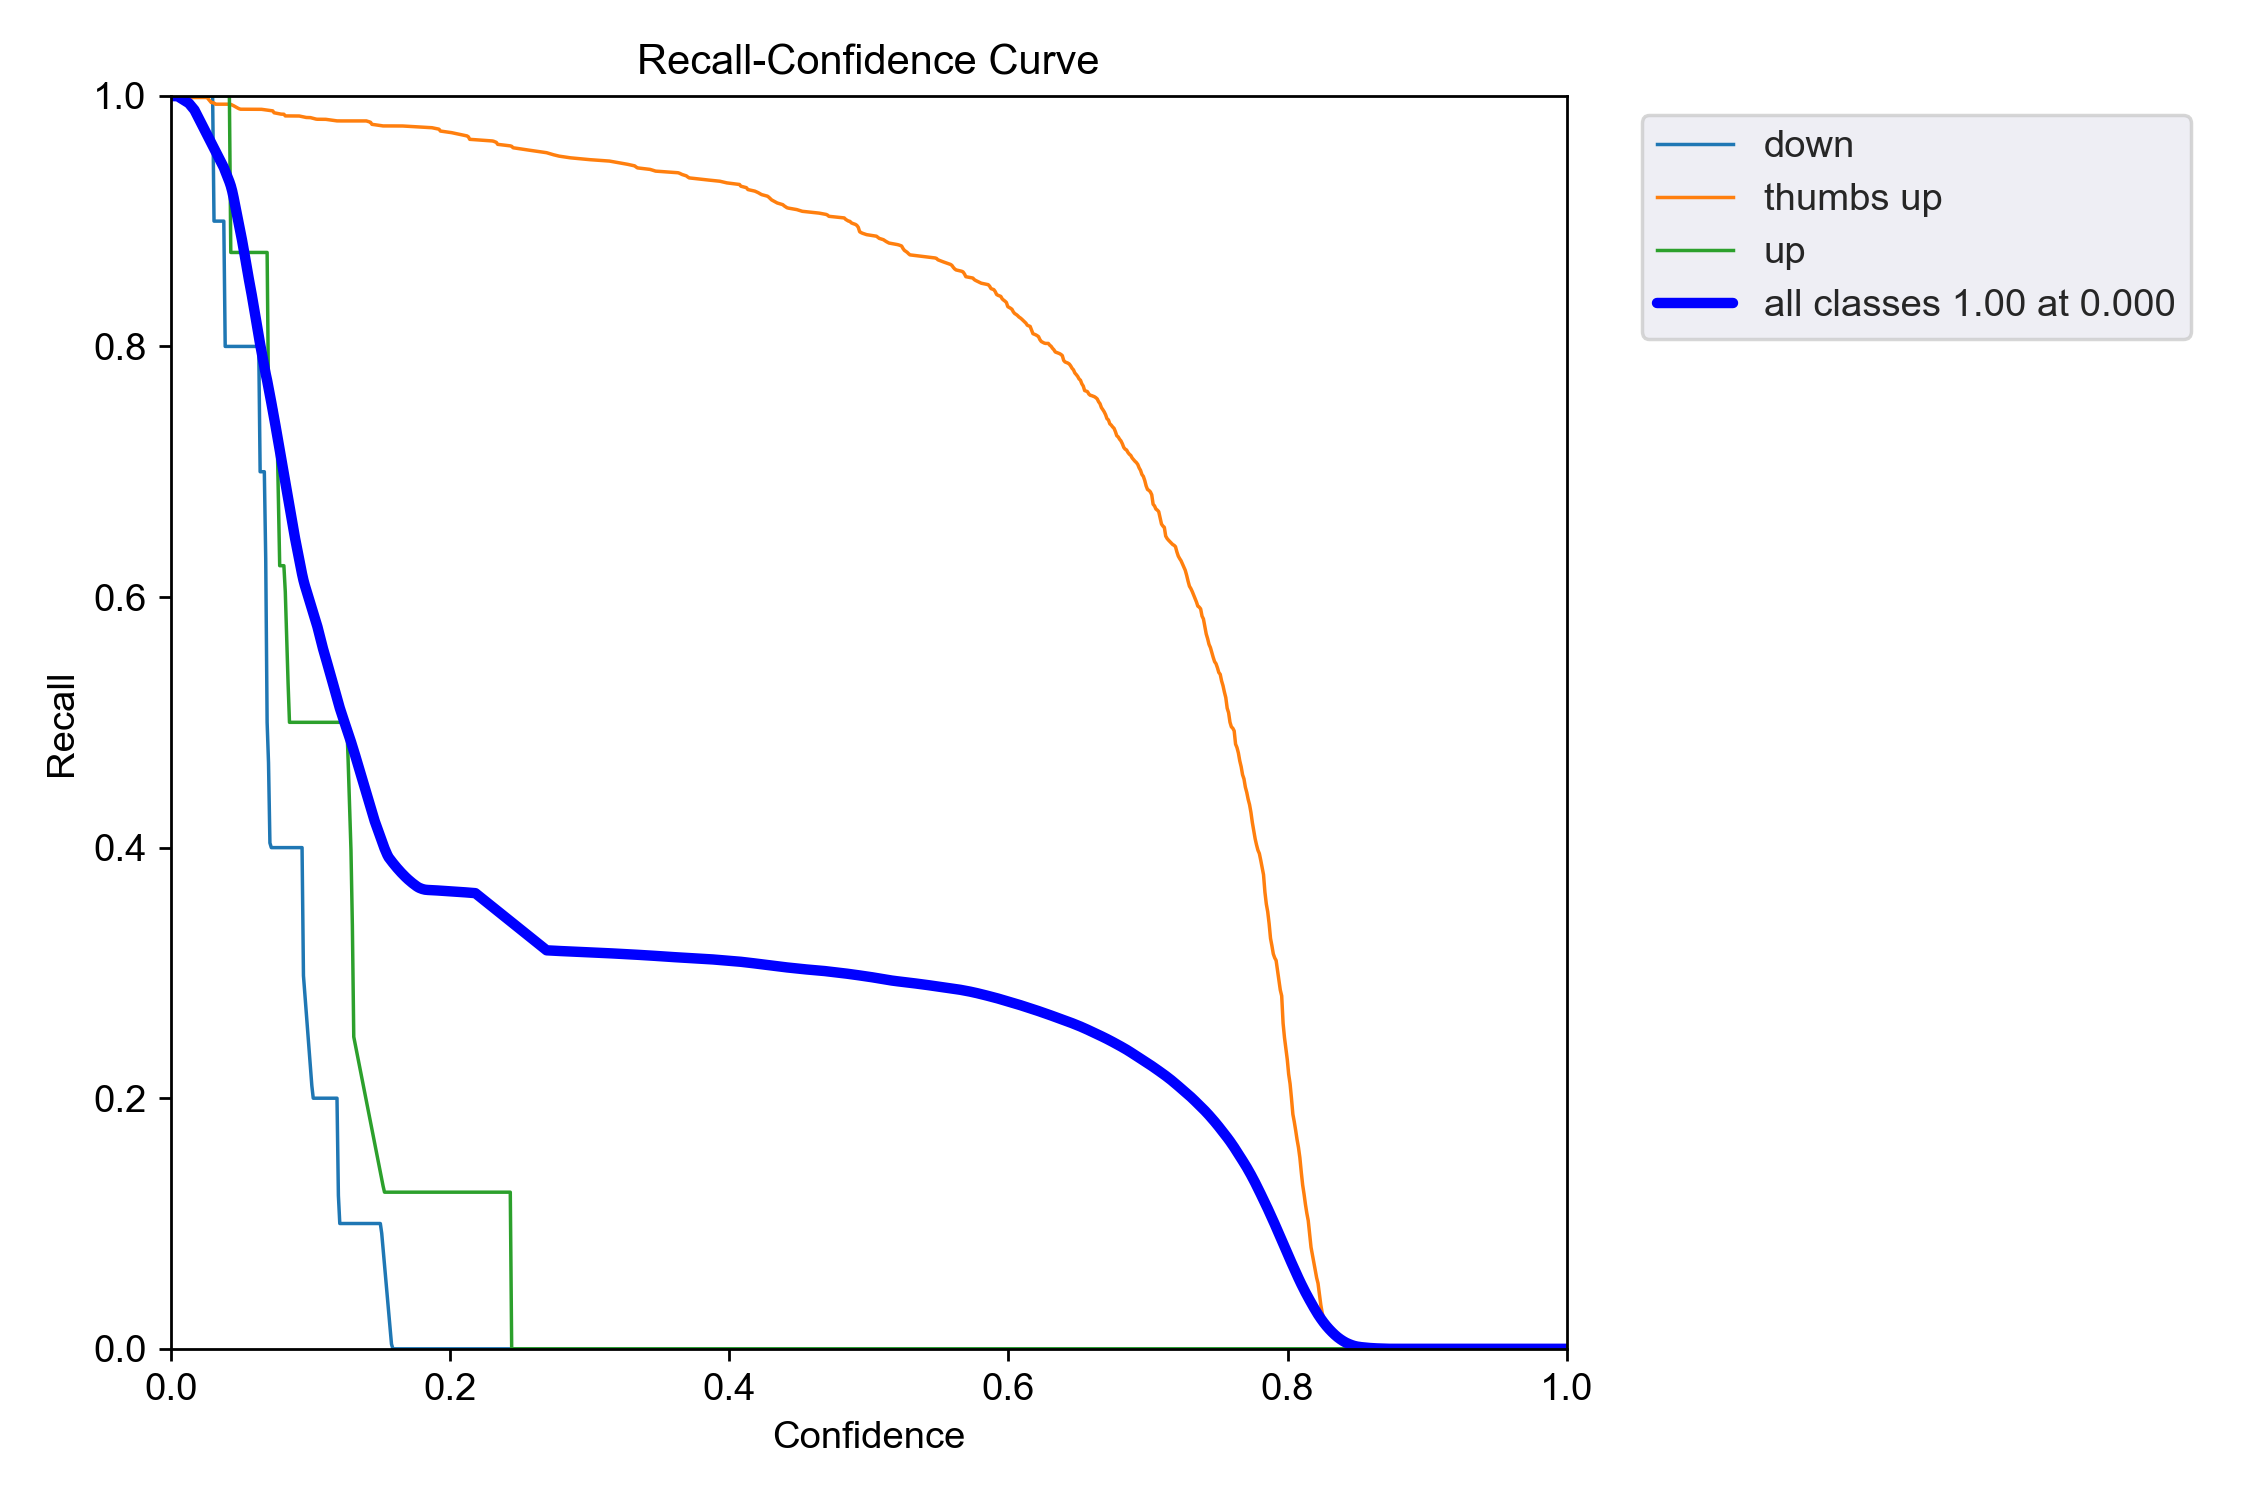 Recall-Confidence Curve
1.0
0.8
0.6
0.4
0.2
0.0
Recall
0.0 0.2 0.4 0.6 0.8 1.0
Confidence
down
thumbs up
up
all classes 1.00 at 0.000